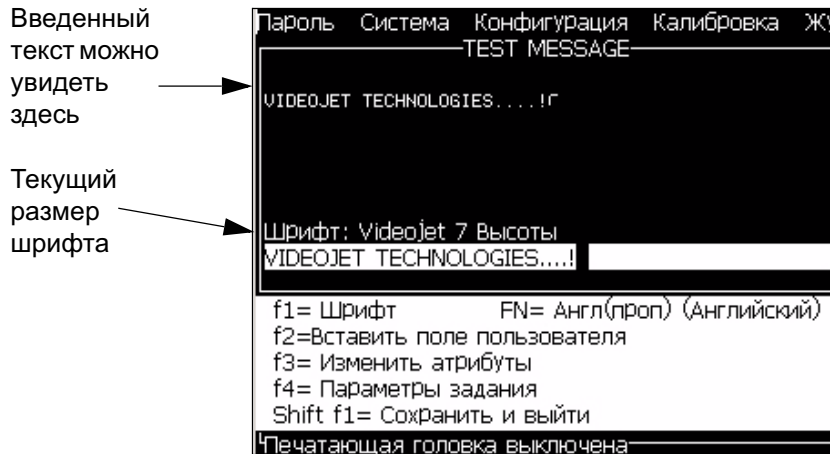 Введенный
текст можно
увидеть
здесь
Текущий
размер
шрифта
Пароль Система Конфигурация Калибровка
TEST MESSAGE
VIDEOJET TECHNOLOGIES....!
Шрифт: Videojet 7 Высоты
VIDEOJET TECHNOLOGIES....!
f1= Шрифт FN= Англ(проп) (Английский)
f2=Вставить поле пользователя
f3= Изменить атрибуты
f4= Параметры задания
Shift f1= Сохранить и выйти
Печатающая головка выключена